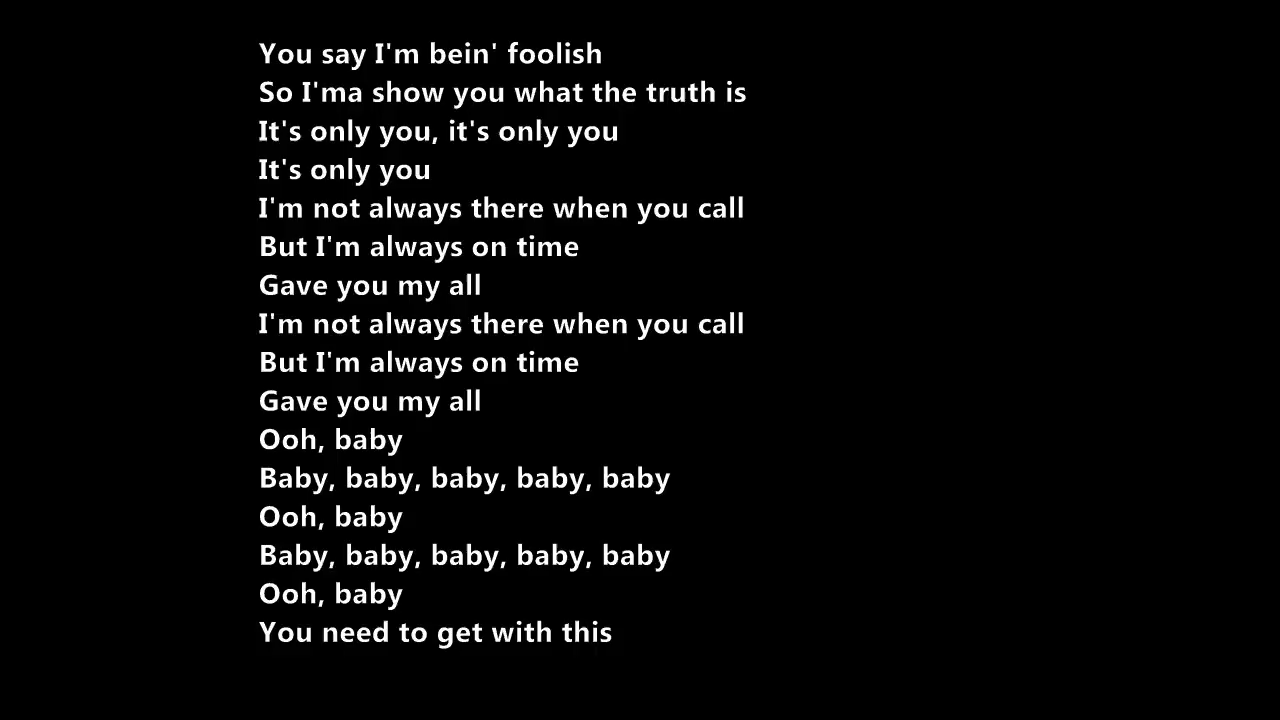 You say I'm bein' foolish
So I'ma show you what the truth is
It's only you, it's only you
It's only you
I'm not always there when you call
But I'm always on time
Gave you my all
I'm not always there when you call
But I'm always on time
Gave you my all
Ooh, baby
Baby, baby, baby, baby, baby
Ooh, baby
Baby, baby, baby, baby, baby
Ooh, baby
You need to get with this